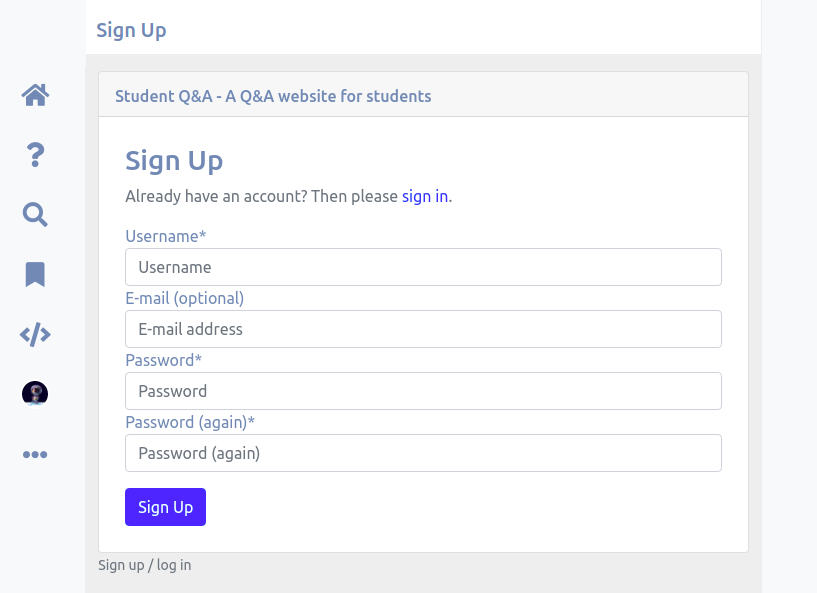 Sign Up
Student Q&A - A Q&A website for students
Sign Up
Already have an account? Then please sign in.
Username*
Username
E-mail (optional)
E-mail address
Password*
Password
Password (again)*
Password (again)
Sign Up
Sign up / log in